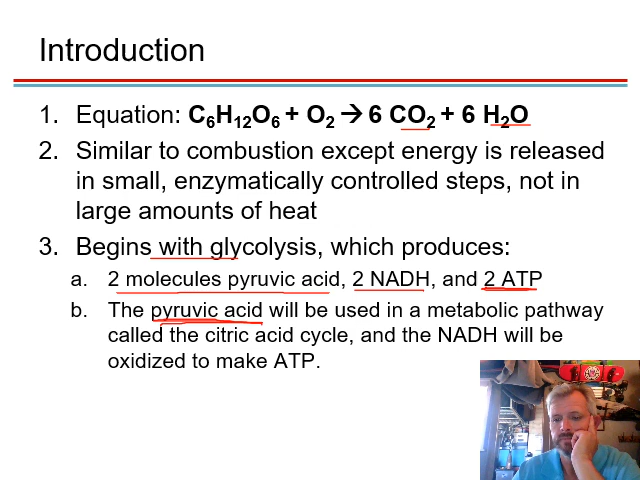 Introduction
1. Equation: C₆H₁₂O₆ + O₂ → 6 CO₂ + 6 H₂O
2. Similar to combustion except energy is released
in small, enzymatically controlled steps, not in
large amounts of heat
3. Begins with glycolysis, which produces:
a. 2 molecules pyruvic acid, 2 NADH, and 2 ATP
b. The pyruvic acid will be used in a metabolic pathway
called the citric acid cycle, and the NADH will be
oxidized to make ATP.